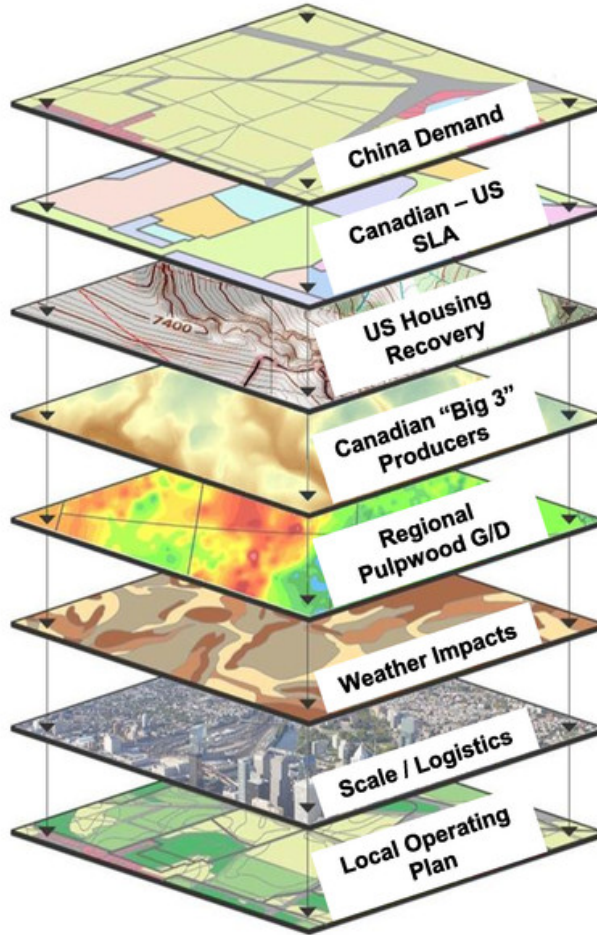 China Demand
Canadian – US
SLA
US Housing
Recovery
7400
Canadian “Big 3”
Producers
Regional
Pulpwood G/D
Weather Impacts
Scale / Logistics
Local Operating
Plan